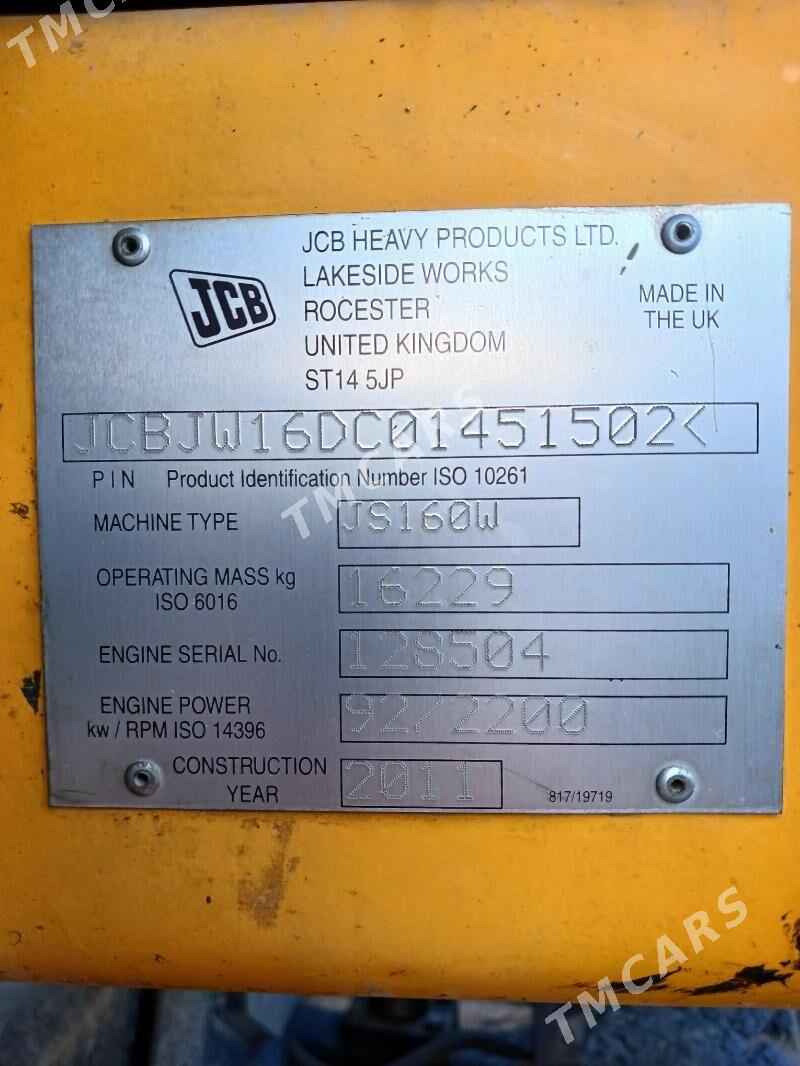 TMCARS
JCB HEAVY PRODUCTS LTD.
LAKESIDE WORKS
ROCESTER
UNITED KINGDOM
ST14 5JP
JCB
MADE IN
THE UK
JCBJW16DC01451502<
PIN Product Identification Number ISO 10261
TMCARS
MACHINE TYPE JS160W
OPERATING MASS kg
ISO 6016
16229
ENGINE SERIAL No. 128504
ENGINE POWER
kw / RPM ISO 14396
92/2200
CONSTRUCTION
YEAR
2011
817/19719
TMCARS